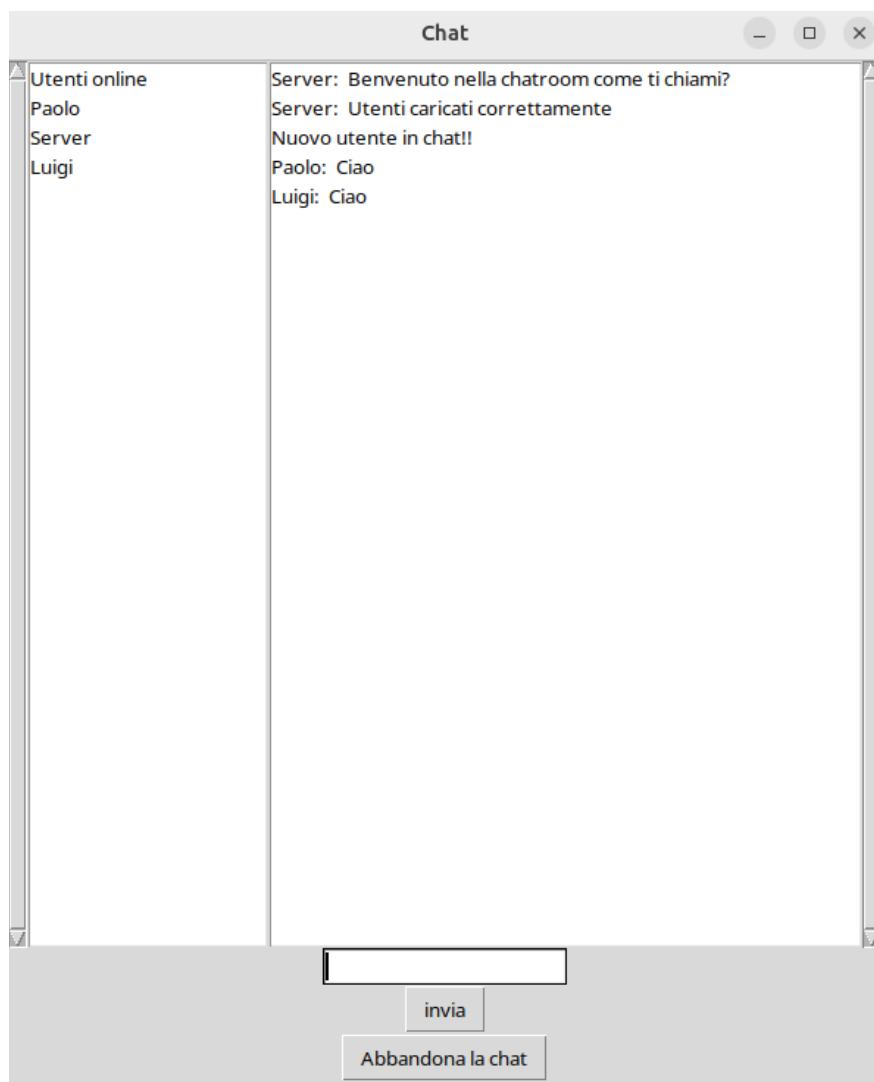 Chat
Utenti online
Paolo
Server
Luigi
Server:  Benvenuto nella chatroom come ti chiami?
Server:  Utenti caricati correttamente
Nuovo utente in chat!!
Paolo:  Ciao
Luigi:  Ciao
invia
Abbandona la chat